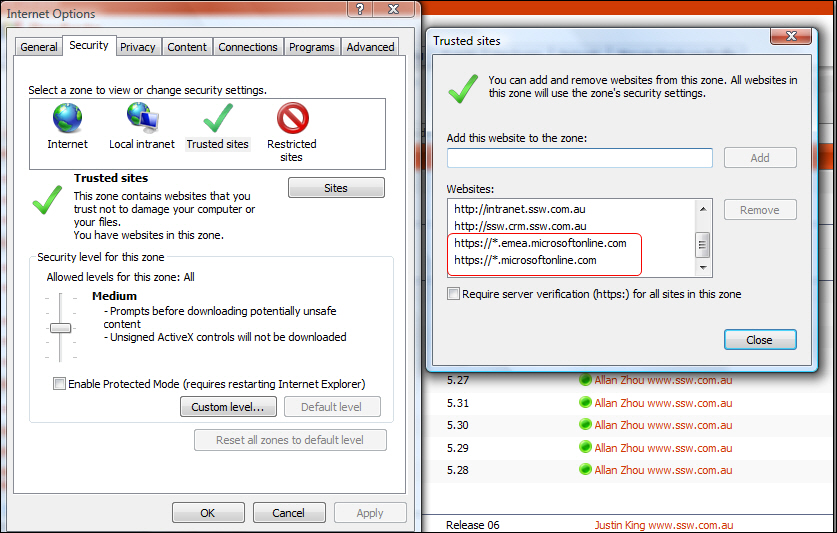 Internet Options
General Security Privacy Content Connections Programs Advanced
Select a zone to view or change security settings.
Internet
Local intranet
Trusted sites
Restricted
sites
Trusted sites
This zone contains websites that you
trust not to damage your computer or
your files.
You have websites in this zone.
Sites
Security level for this zone
Allowed levels for this zone: All
Medium
- Prompts before downloading potentially unsafe
content
- Unsigned ActiveX controls will not be downloaded
Enable Protected Mode (requires restarting Internet Explorer)
Custom level...
Default level
Reset all zones to default level
OK
Cancel
Apply
Trusted sites
You can add and remove websites from this zone. All websites in
this zone will use the zone's security settings.
Add this website to the zone:
Add
Websites:
http://intranet.ssw.com.au
http://ssw.crm.ssw.com.au
https://*.emea.microsoftonline.com
https://*.microsoftonline.com
Remove
Require server verification (https:) for all sites in this zone
Close
5.27 Allan Zhou www.ssw.com.au
5.31 Allan Zhou www.ssw.com.au
5.30 Allan Zhou www.ssw.com.au
5.29 Allan Zhou www.ssw.com.au
5.28 Allan Zhou www.ssw.com.au
Release 06 Justin King www.ssw.com.au